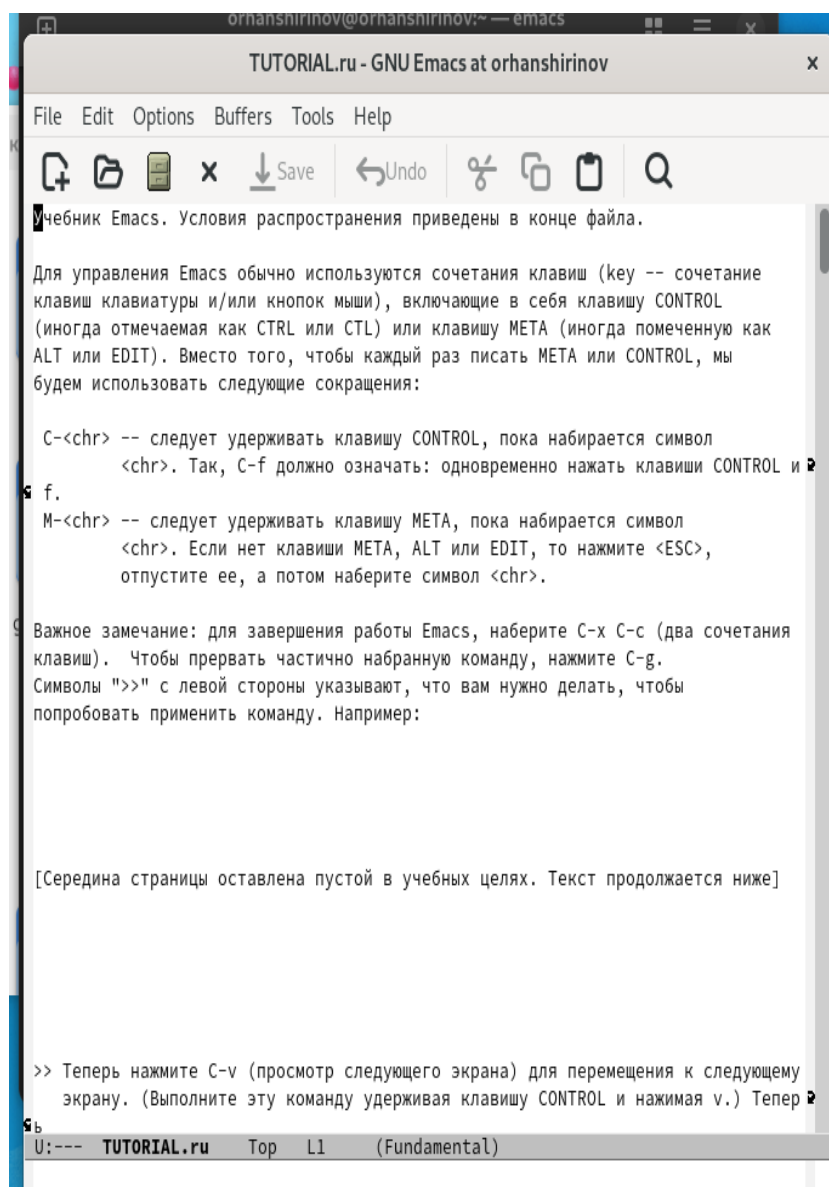 orhanshirinov@orhanshirinov:~ — emacs
TUTORIAL.ru - GNU Emacs at orhanshirinov
File Edit Options Buffers Tools Help
Save Undo
Учебник Emacs. Условия распространения приведены в конце файла.
Для управления Emacs обычно используются сочетания клавиш (key -- сочетание
клавиш клавиатуры и/или кнопок мыши), включающие в себя клавишу CONTROL
(иногда отмечаемая как CTRL или CTL) или клавишу META (иногда помеченную как
ALT или EDIT). Вместо того, чтобы каждый раз писать META или CONTROL, мы
будем использовать следующие сокращения:
C-<chr> -- следует удерживать клавишу CONTROL, пока набирается символ
<chr>. Так, C-f должно означать: одновременно нажать клавиши CONTROL и
f.
M-<chr> -- следует удерживать клавишу META, пока набирается символ
<chr>. Если нет клавиши META, ALT или EDIT, то нажмите <ESC>,
отпустите ее, а потом наберите символ <chr>.
Важное замечание: для завершения работы Emacs, наберите C-x C-c (два сочетания
клавиш).  Чтобы прервать частично набранную команду, нажмите C-g.
Символы ">>" с левой стороны указывают, что вам нужно делать, чтобы
попробовать применить команду. Например:
[Середина страницы оставлена пустой в учебных целях. Текст продолжается ниже]
>> Теперь нажмите C-v (просмотр следующего экрана) для перемещения к следующему
экрану. (Выполните эту команду удерживая клавишу CONTROL и нажимая v.) Тепер
ь
U:--- TUTORIAL.ru Top L1 (Fundamental)